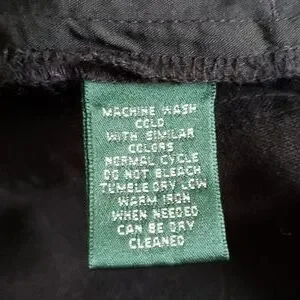 MACHINE WASH
COLD
WITH SIMILAR
COLORS
NORMAL CYCLE
DO NOT BLEACH
TUMBLE DRY LOW
WARM IRON
WHEN NEEDED
CAN BE DRY
CLEANED